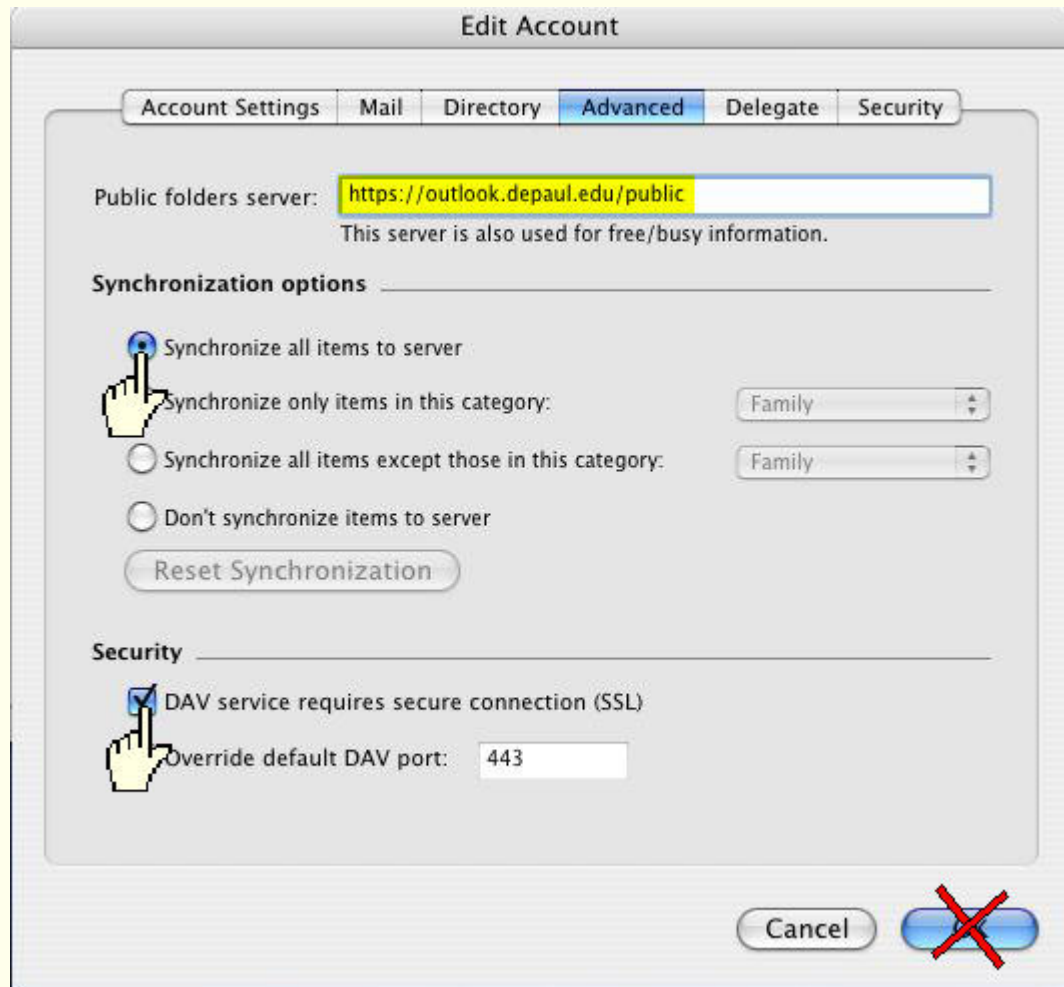 Edit Account
Account Settings Mail Directory Advanced Delegate Security
Public folders server: https://outlook.depaul.edu/public
This server is also used for free/busy information.
Synchronization options
Synchronize all items to server
Synchronize only items in this category: Family
Synchronize all items except those in this category: Family
Don't synchronize items to server
Reset Synchronization
Security
DAV service requires secure connection (SSL)
Override default DAV port: 443
Cancel